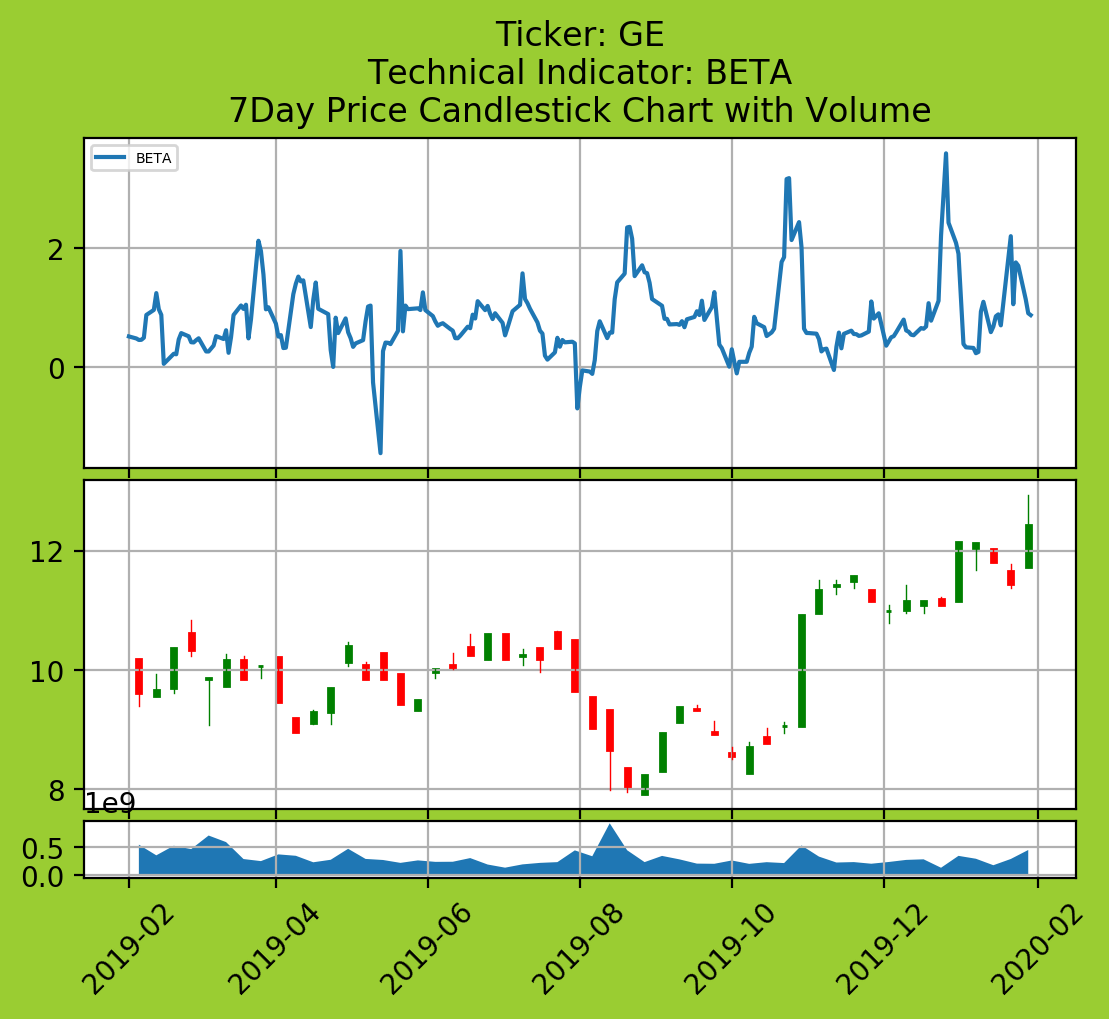 Ticker: GE
Technical Indicator: BETA
7Day Price Candlestick Chart with Volume
BETA
2
0
12
10
8
1e9
0.5
0.0
2019-02
2019-04
2019-06
2019-08
2019-10
2019-12
2020-02